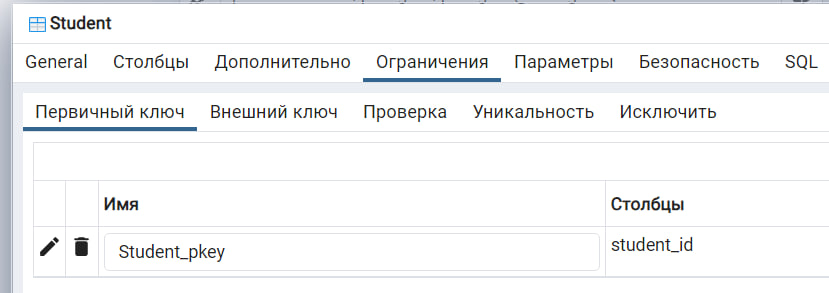 Student
General Столбцы Дополнительно Ограничения Параметры Безопасность SQL
Первичный ключ Внешний ключ Проверка Уникальность Исключить
Имя Столбцы
Student_pkey student_id